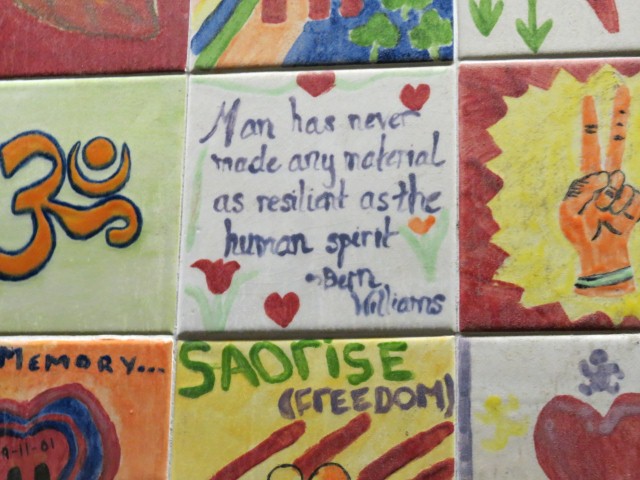 Man has never
made any material
as resilient as the
human spirit
-Bern
Williams
MEMORY...
9-11-01
SAOrISE
(FrEEDOM)